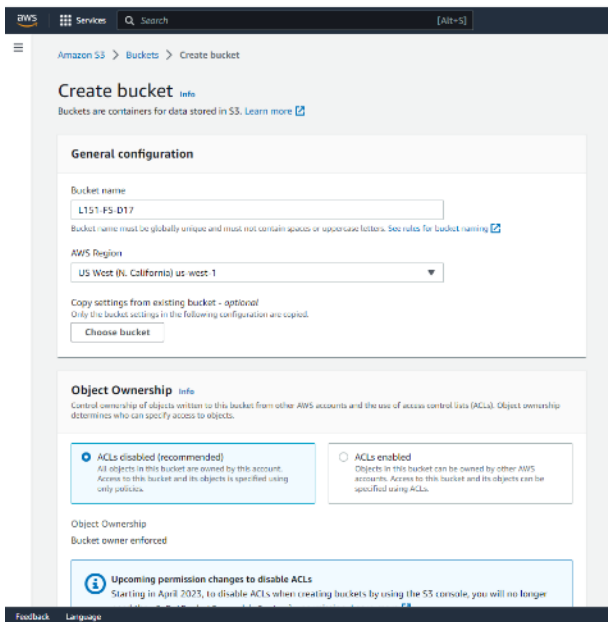 aws Services Search [Alt+S]
Amazon S3 > Buckets > Create bucket
Create bucket Info
Buckets are containers for data stored in S3. Learn more
General configuration
Bucket name
L151-FS-D17
Bucket name must be globally unique and must not contain spaces or uppercase letters. See rules for bucket naming
AWS Region
US West (N. California) us-west-1
Copy settings from existing bucket - optional
Only the bucket settings in the following configuration are copied.
Choose bucket
Object Ownership Info
Control ownership of objects written to this bucket from other AWS accounts and the use of access control lists (ACLs). Object ownership
determines who can specify access to objects.
ACLs disabled (recommended)
All objects in this bucket are owned by this account.
Access to this bucket and its objects is specified using
only policies.
ACLs enabled
Objects in this bucket can be owned by other AWS
accounts. Access to this bucket and its objects can be
specified using ACLs.
Object Ownership
Bucket owner enforced
Upcoming permission changes to disable ACLs
Starting in April 2023, to disable ACLs when creating buckets by using the S3 console, you will no longer
Feedback Language